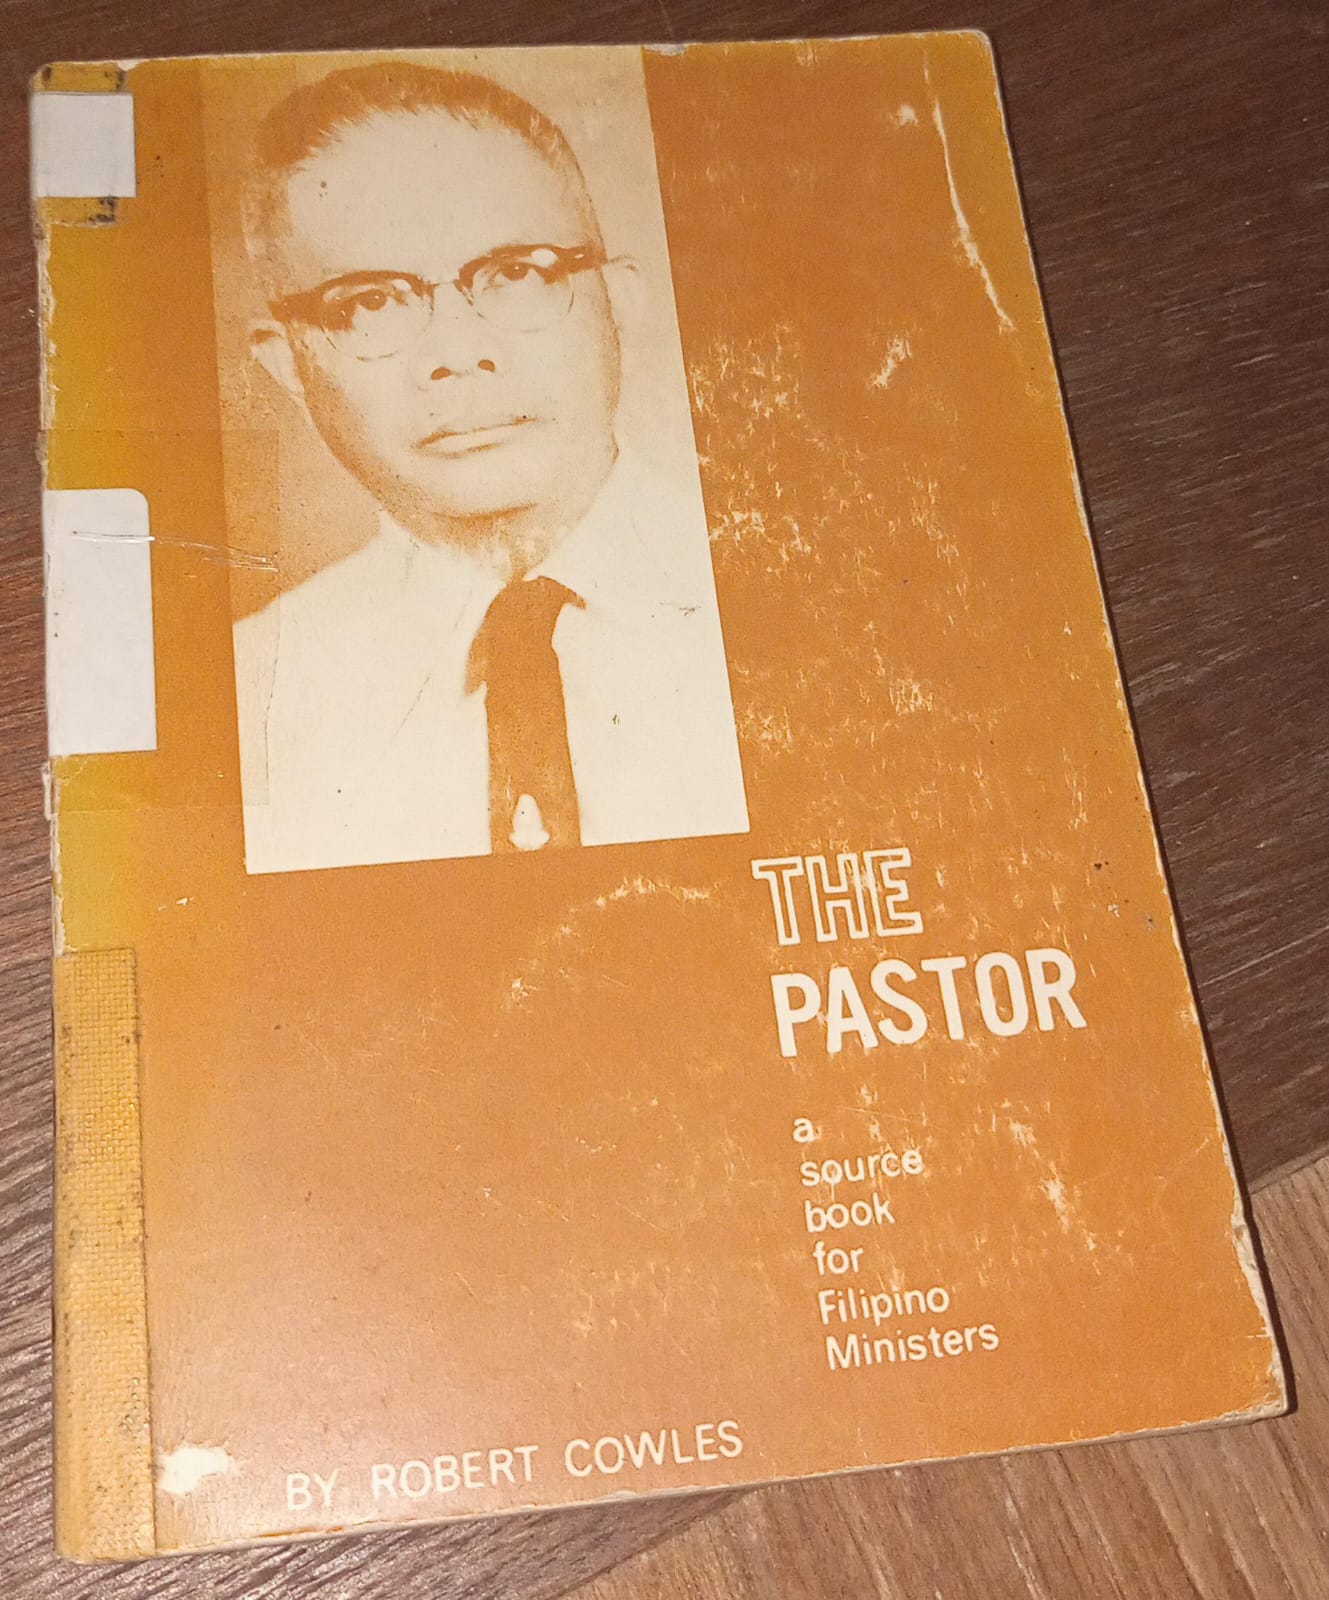 THE
PASTOR
a
source
book
for
Filipino
Ministers
BY ROBERT COWLES